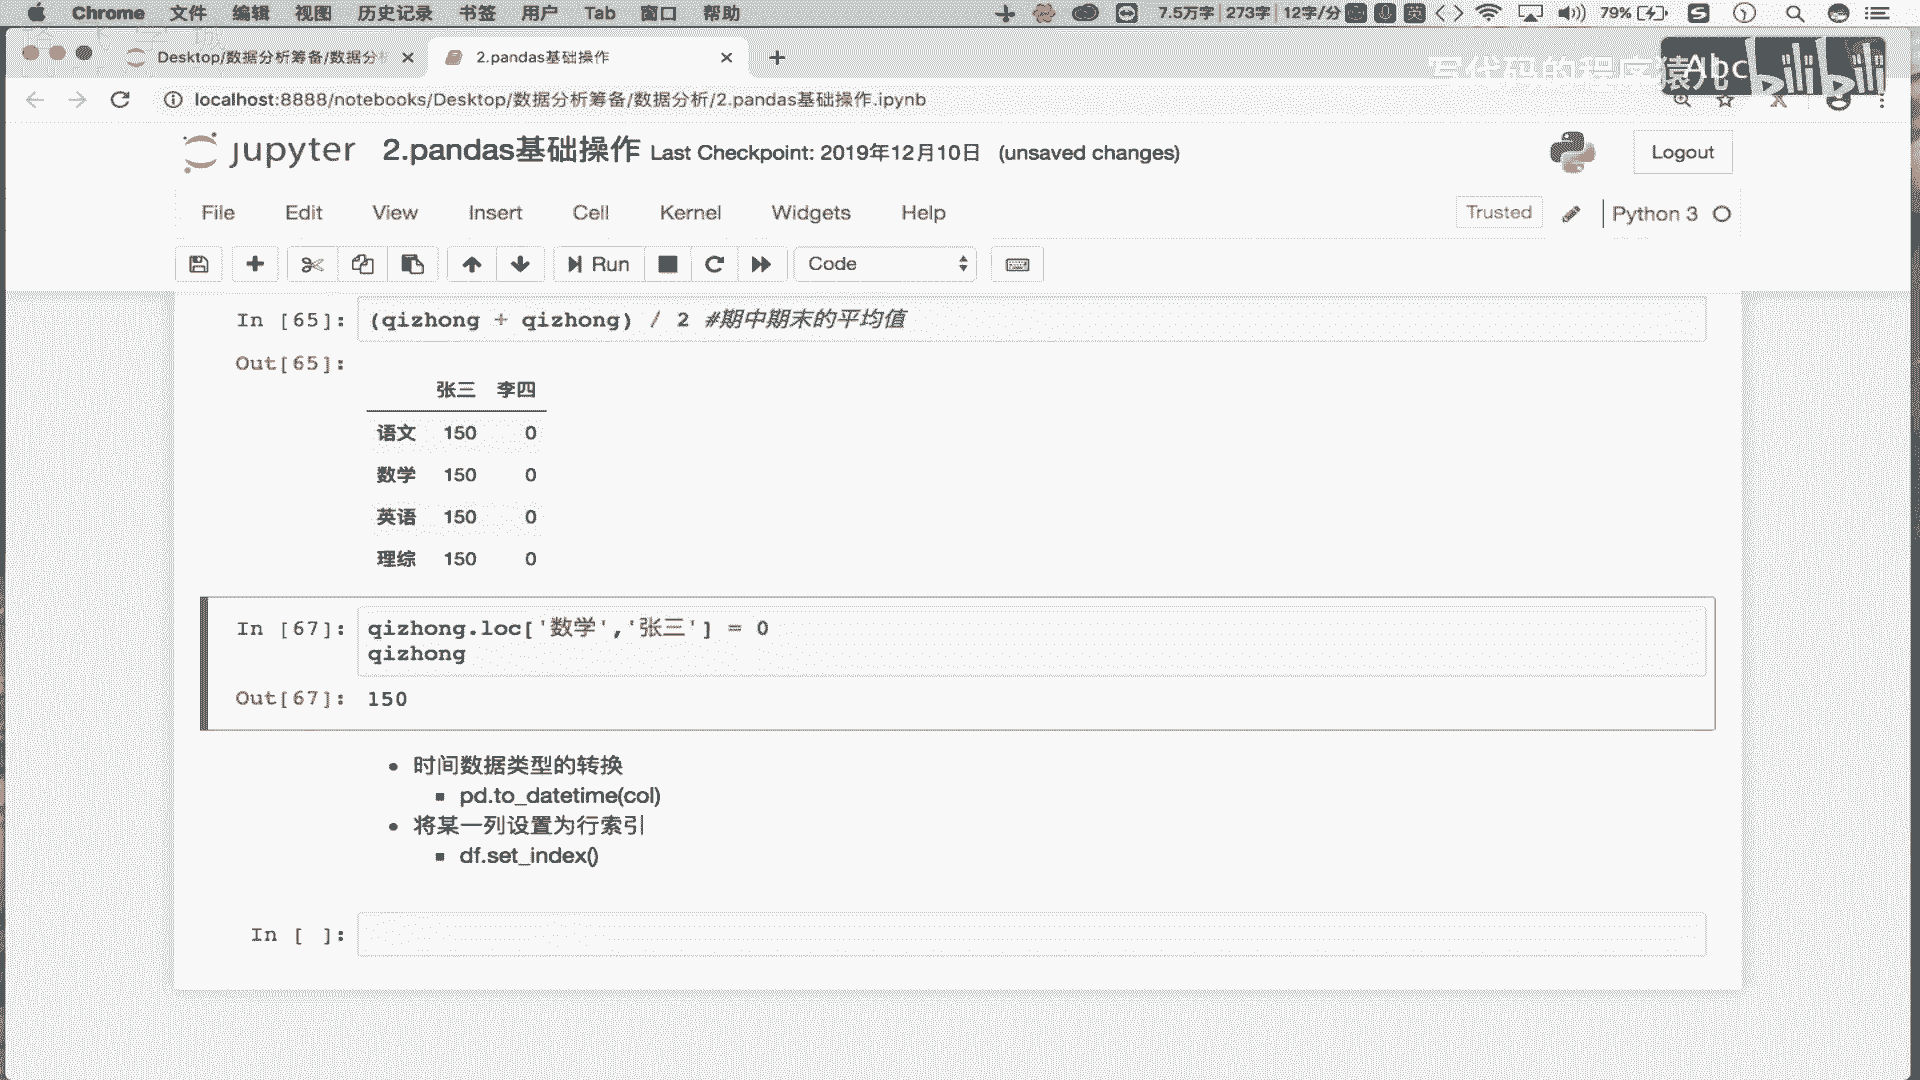 Chrome 文件 编辑 视图 历史记录 书签 用户 Tab 窗口 帮助 7.5万字 273字 12字/分 英 79%
Desktop/数据分析筹备/数据分析 2.pandas基础操作
写代码的程序猿儿 Abc bilibili
localhost:8888/notebooks/Desktop/数据分析筹备/数据分析/2.pandas基础操作.ipynb
jupyter 2.pandas基础操作 Last Checkpoint: 2019年12月10日 (unsaved changes) Logout
File Edit View Insert Cell Kernel Widgets Help Trusted Python 3
Run Code
In [65]: (qizhong + qizhong) / 2 #期中期末的平均值
Out[65]:
张三 李四
语文 150 0
数学 150 0
英语 150 0
理综 150 0
In [67]: qizhong.loc['数学','张三'] = 0
qizhong
Out[67]: 150
时间数据类型的转换
pd.to_datetime(col)
将某一列设置为行索引
df.set_index()
In [ ]: